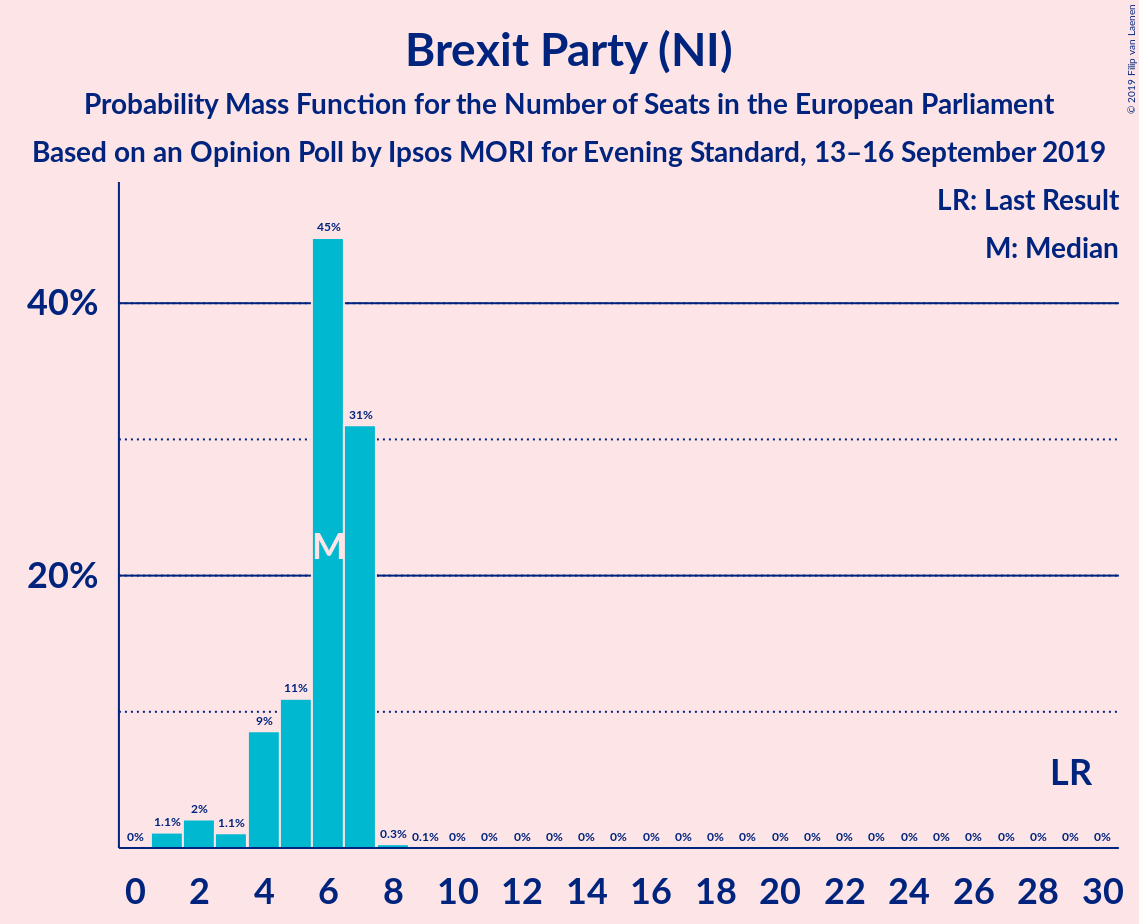 Brexit Party (NI)
Probability Mass Function for the Number of Seats in the European Parliament
Based on an Opinion Poll by Ipsos MORI for Evening Standard, 13–16 September 2019
© 2019 Filip van Laenen
LR: Last Result
M: Median
45%
40%
31%
M
20%
11%
9%
LR
0% 1.1% 2% 1.1% 0.3% 0.1% 0% 0% 0% 0% 0% 0% 0% 0% 0% 0% 0% 0% 0% 0% 0% 0% 0% 0% 0% 0% 0%
0 2 4 6 8 10 12 14 16 18 20 22 24 26 28 30